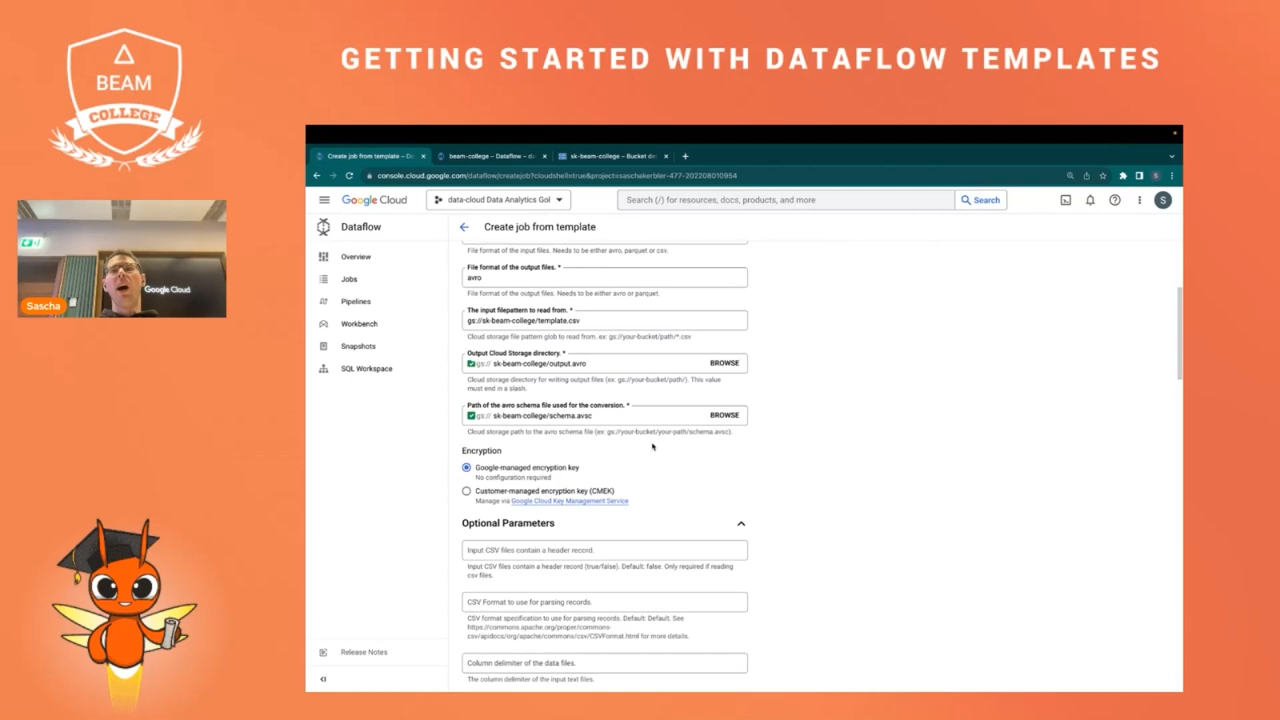 BEAM
COLLEGE
GETTING STARTED WITH DATAFLOW TEMPLATES
Create job from template – D
beam-college – Dataflow – d
sk-beam-college – Bucket de
console.cloud.google.com/dataflow/createjob?cloudshell=true&project=saschakerbler-477-202208010954
Google Cloud
data-cloud Data Analytics Gol
Search (/) for resources, docs, products, and more
Search
S
Dataflow
Create job from template
Overview
Jobs
Pipelines
Workbench
Snapshots
SQL Workspace
Release Notes
File format of the input files. Needs to be either avro, parquet or csv.
File format of the output files. *
avro
File format of the output files. Needs to be either avro or parquet.
The input filepattern to read from. *
gs://sk-beam-college/template.csv
Cloud storage file pattern glob to read from. ex: gs://your-bucket/path/*.csv
Output Cloud Storage directory. *
gs:// sk-beam-college/output.avro
BROWSE
Cloud storage directory for writing output files (ex: gs://your-bucket/path/). This value
must end in a slash.
Path of the avro schema file used for the conversion. *
gs:// sk-beam-college/schema.avsc
BROWSE
Cloud storage path to the avro schema file (ex: gs://your-bucket/your-path/schema.avsc).
Encryption
Google-managed encryption key
No configuration required
Customer-managed encryption key (CMEK)
Manage via Google Cloud Key Management Service
Optional Parameters
Input CSV files contain a header record.
Input CSV files contain a header record (true/false). Default: false. Only required if reading
csv files.
CSV Format to use for parsing records.
CSV format specification to use for parsing records. Default: Default. See
https://commons.apache.org/proper/commons-
csv/apidocs/org/apache/commons/csv/CSVFormat.html for more details.
Column delimiter of the data files.
The column delimiter of the input text files.
Google Cloud
Sascha